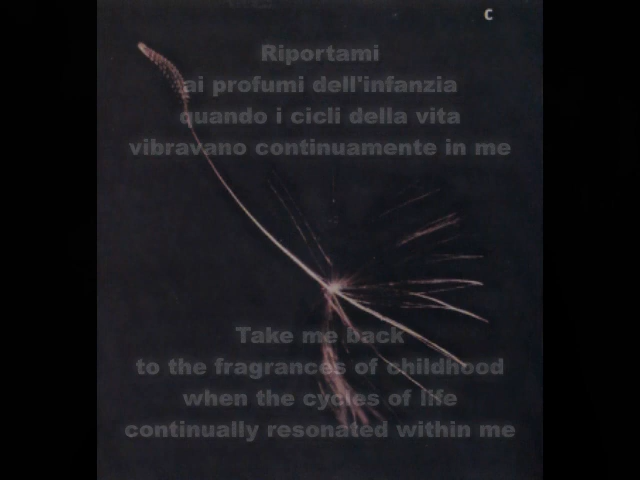 C
Riportami
ai profumi dell'infanzia
quando i cicli della vita
vibravano continuamente in me
Take me back
to the fragrances of childhood
when the cycles of life
continually resonated within me